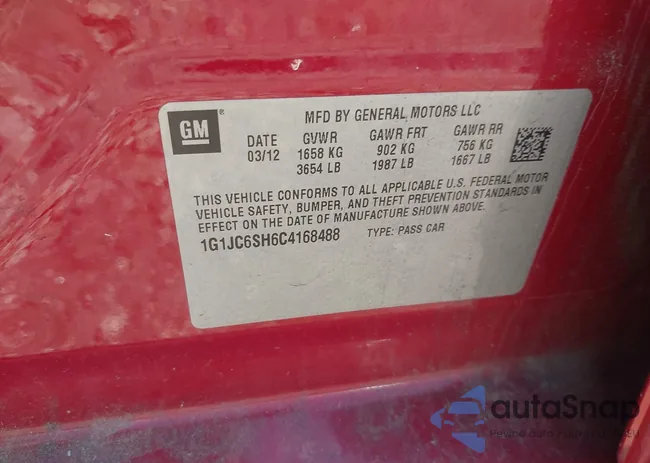 GM
MFD BY GENERAL MOTORS LLC
DATE GVWR GAWR FRT GAWR RR
03/12 1658 KG 902 KG 756 KG
3654 LB 1987 LB 1667 LB
THIS VEHICLE CONFORMS TO ALL APPLICABLE U.S. FEDERAL MOTOR
VEHICLE SAFETY, BUMPER, AND THEFT PREVENTION STANDARDS IN
EFFECT ON THE DATE OF MANUFACTURE SHOWN ABOVE.
1G1JC6SH6C4168488 TYPE: PASS CAR
autaSnap